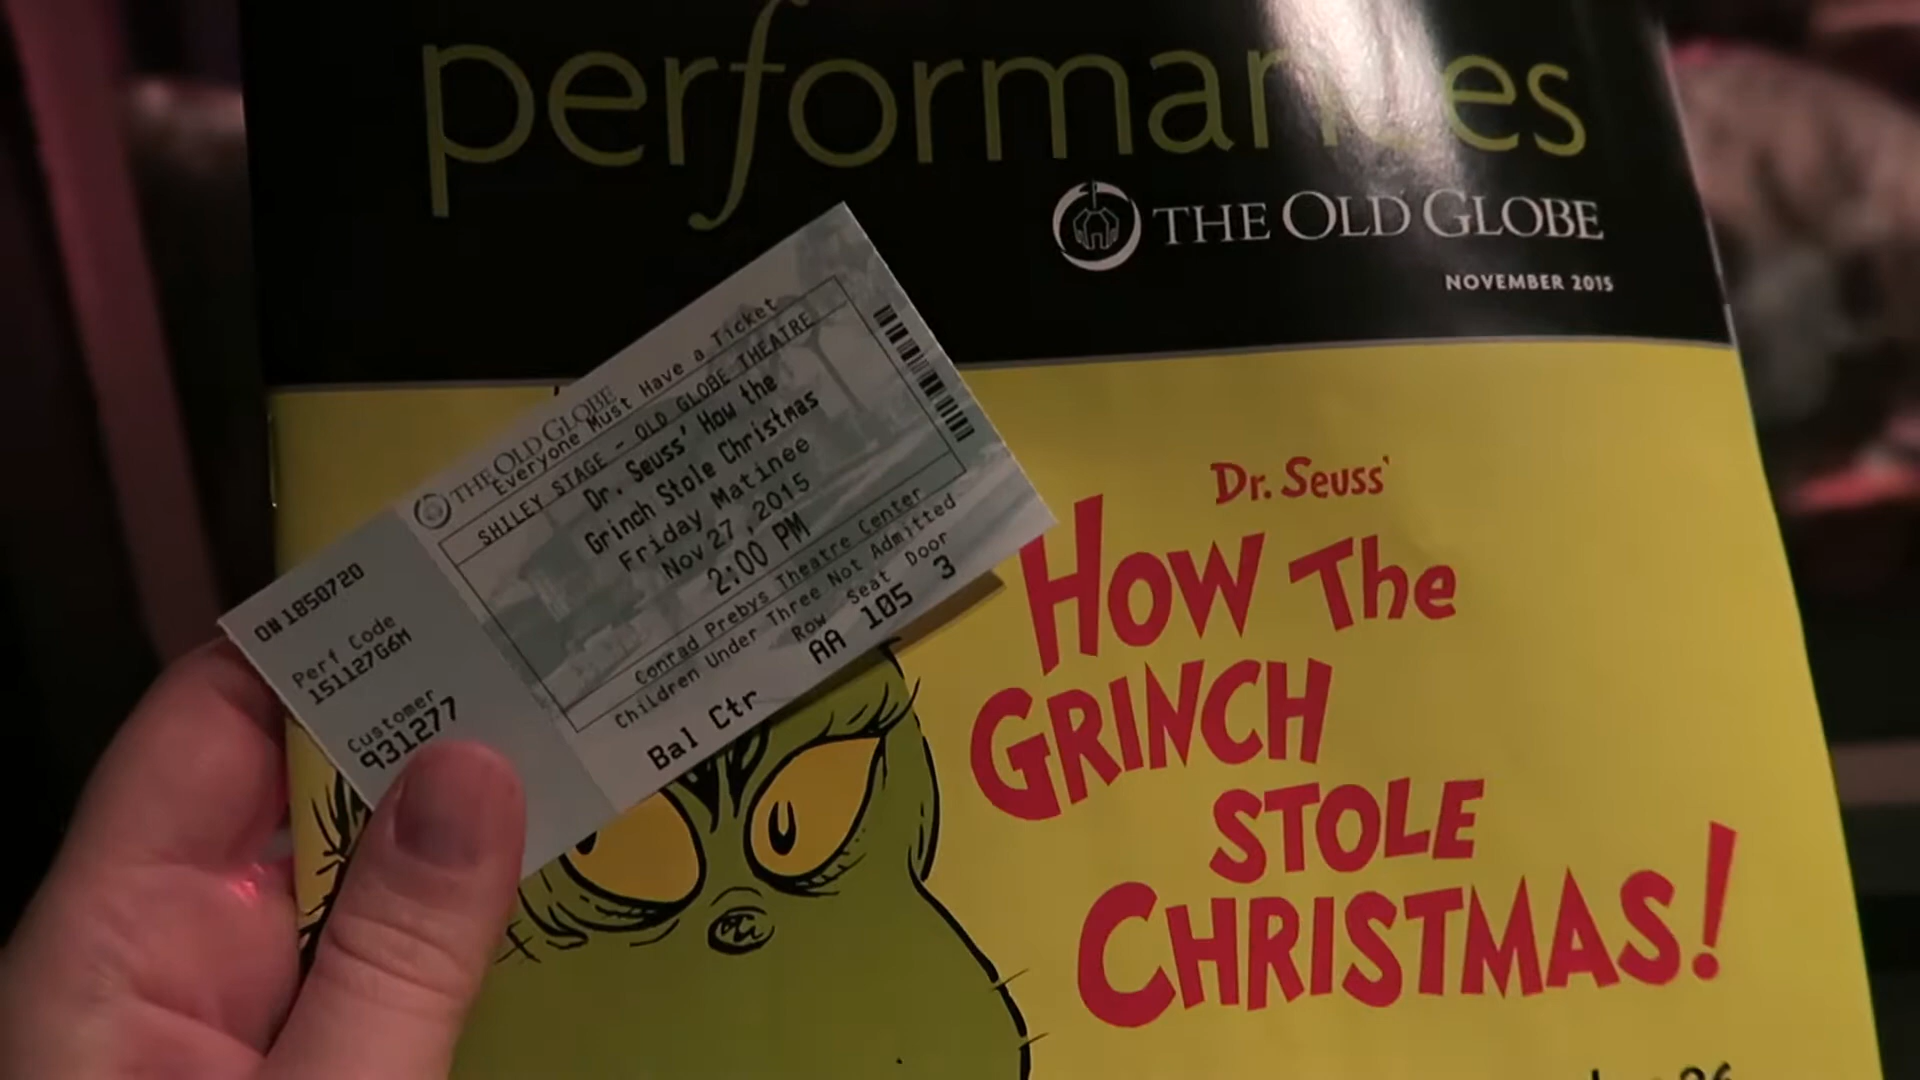 performances
THE OLD GLOBE
NOVEMBER 2015
THE OLD GLOBE
Everyone Must Have a Ticket
SHILEY STAGE - OLD GLOBE THEATRE
Dr. Seuss' How the
Grinch Stole Christmas
Friday Matinee
Nov 27, 2015
2:00 PM
Conrad Prebys Theatre Center
Children Under Three Not Admitted
Row Seat Door
Bal Ctr AA 105 3
O# 1850720
Perf Code
151127G6M
Customer
931277
Dr. Seuss'
HOW THE
GRINCH
STOLE
CHRISTMAS!